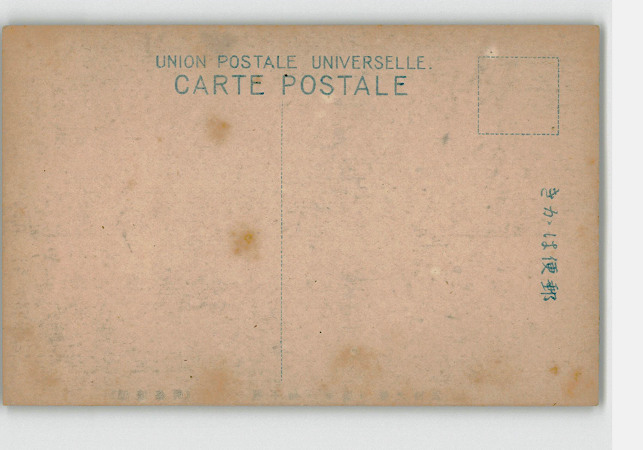 UNION POSTALE UNIVERSELLE.
CARTE POSTALE
郵便はかき